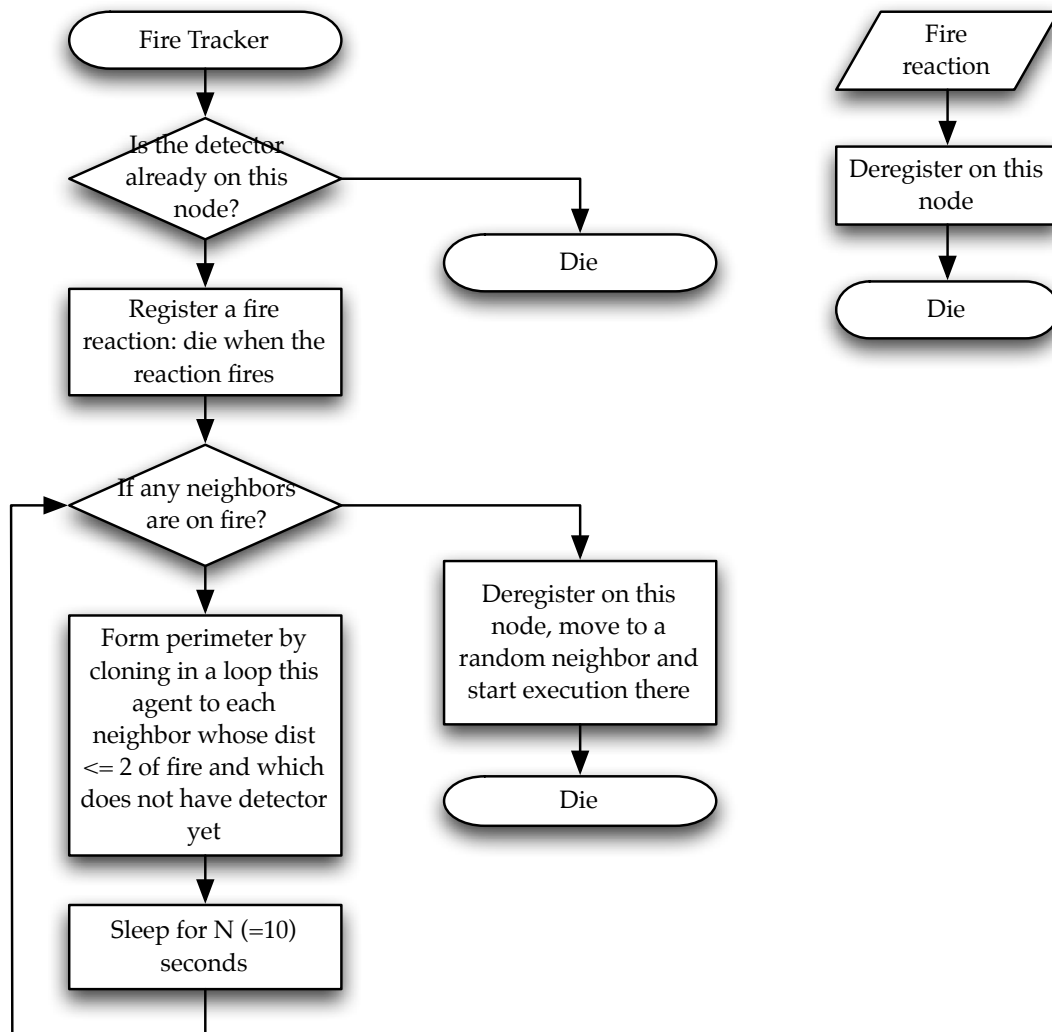 Fire Tracker
Is the detector
already on this
node?
Die
Register a fire
reaction: die when the
reaction fires
If any neighbors
are on fire?
Form perimeter by
cloning in a loop this
agent to each
neighbor whose dist
<= 2 of fire and which
does not have detector
yet
Sleep for N (=10)
seconds
Deregister on this
node, move to a
random neighbor and
start execution there
Die
Fire
reaction
Deregister on this
node
Die